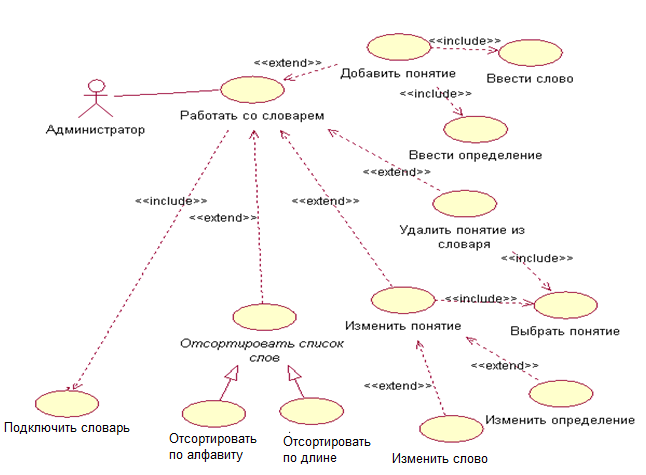 <<include>>
<<extend>>
Добавить понятие
Ввести слово
<<include>>
Работать со словарем
Администратор
Ввести определение
<<extend>>
<<include>>
<<extend>>
<<extend>>
Удалить понятие из
словаря
<<include>>
<<include>>
Изменить понятие
Выбрать понятие
Отсортировать список
слов
<<extend>>
<<extend>>
Подключить словарь
Отсортировать
по алфавиту
Отсортировать
по длине
Изменить определение
Изменить слово